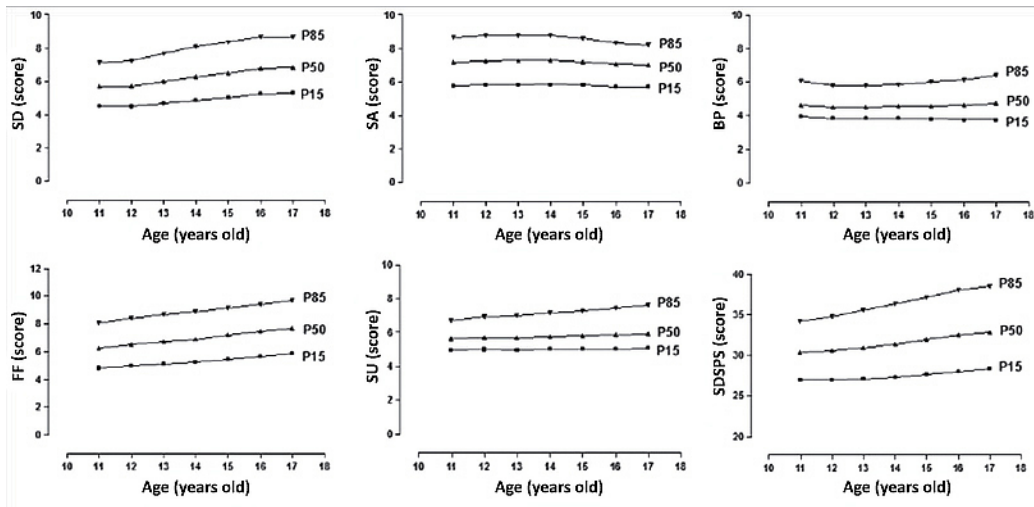 10
8
6
4
2
0
SD (score)
P85
P50
P15
10 11 12 13 14 15 16 17 18
Age (years old)
10
8
6
4
2
0
SA (score)
P85
P50
P15
10 11 12 13 14 15 16 17 18
Age (years old)
10
8
6
4
2
0
BP (score)
P85
P50
P15
10 11 12 13 14 15 16 17 18
Age (years old)
12
10
8
6
4
2
0
FF (score)
P85
P50
P15
10 11 12 13 14 15 16 17 18
Age (years old)
10
8
6
4
2
0
SU (score)
P85
P50
P15
10 11 12 13 14 15 16 17 18
Age (years old)
40
35
30
25
20
SDSPS (score)
P85
P50
P15
10 11 12 13 14 15 16 17 18
Age (years old)